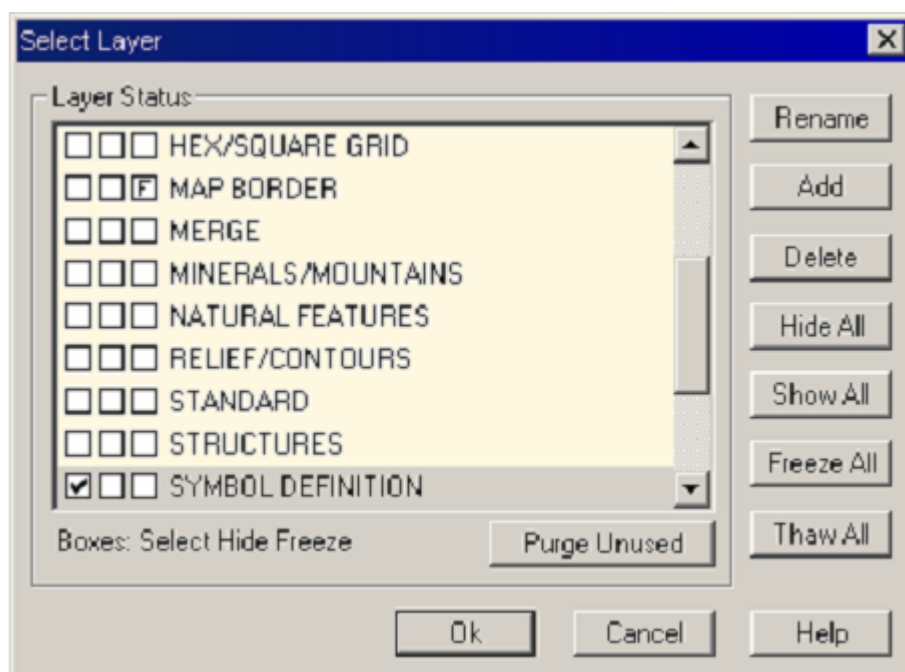 Select Layer
Layer Status
HEX/SQUARE GRID
F MAP BORDER
MERGE
MINERALS/MOUNTAINS
NATURAL FEATURES
RELIEF/CONTOURS
STANDARD
STRUCTURES
SYMBOL DEFINITION
Boxes: Select Hide Freeze
Purge Unused
Rename
Add
Delete
Hide All
Show All
Freeze All
Thaw All
Ok
Cancel
Help